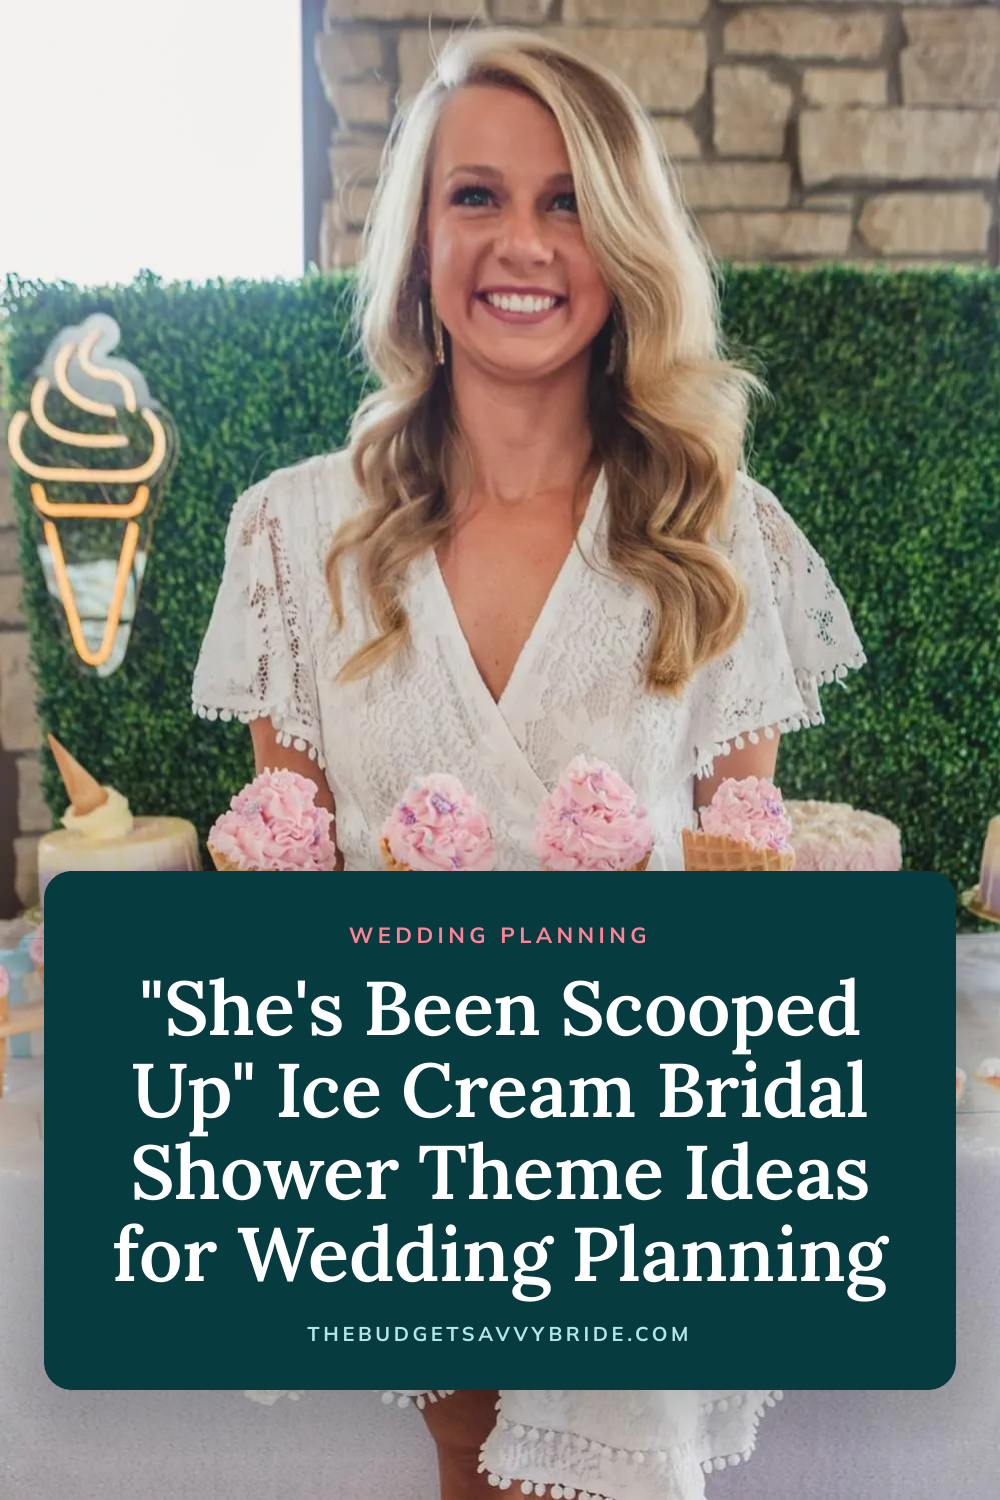 WEDDING PLANNING
"She's Been Scooped
Up" Ice Cream Bridal
Shower Theme Ideas
for Wedding Planning
THEBUDGETSAVVYBRIDE.COM